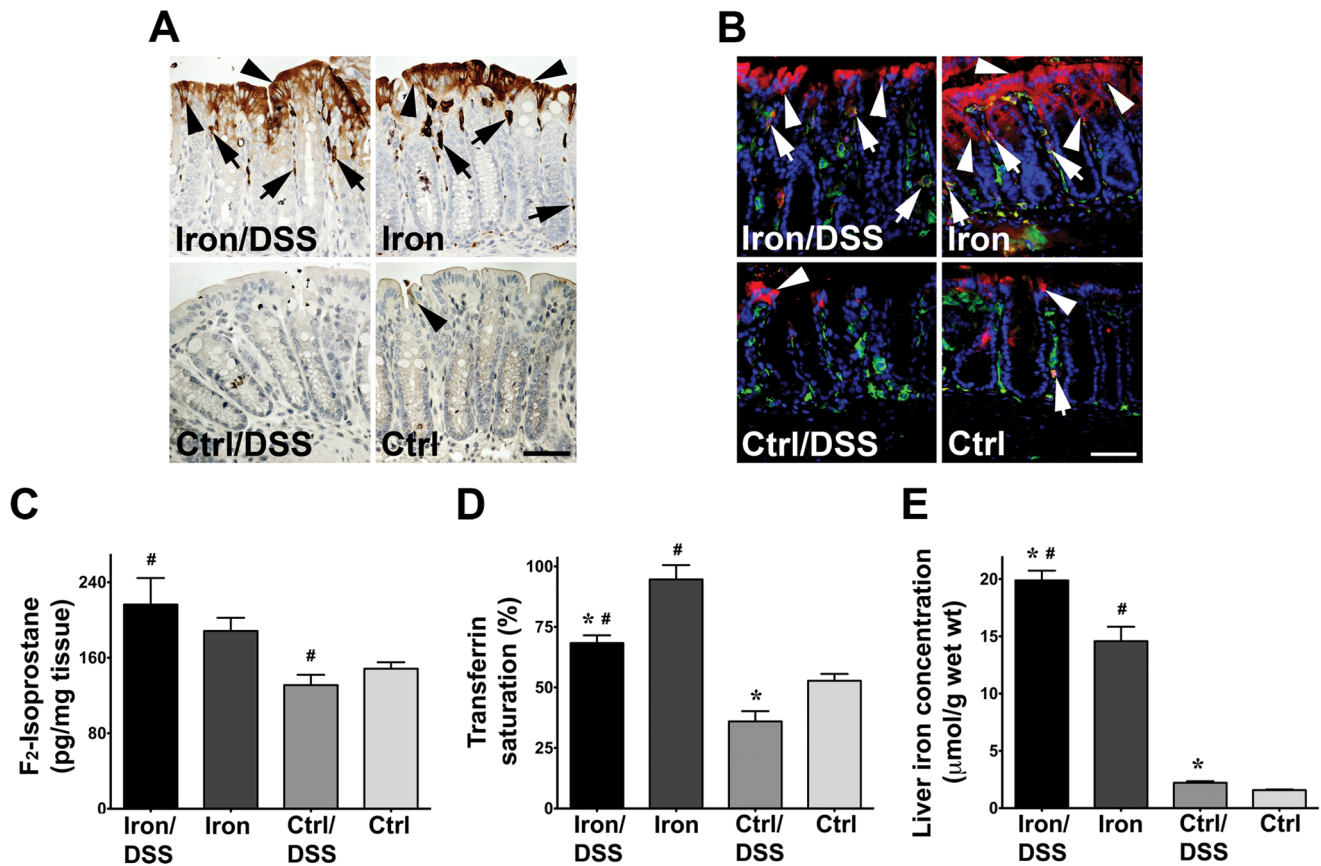 A
B
Iron/DSS
Iron
Ctrl/DSS
Ctrl
Iron/DSS
Iron
Ctrl/DSS
Ctrl
C
F₂-Isoprostane
(pg/mg tissue)
240
160
80
0
#
#
Iron/
DSS
Iron
Ctrl/
DSS
Ctrl
D
Transferrin
saturation (%)
100
75
50
25
0
* #
#
*
Iron/
DSS
Iron
Ctrl/
DSS
Ctrl
E
Liver iron concentration
(μmol/g wet wt)
20
15
10
5
0
* #
#
*
Iron/
DSS
Iron
Ctrl/
DSS
Ctrl